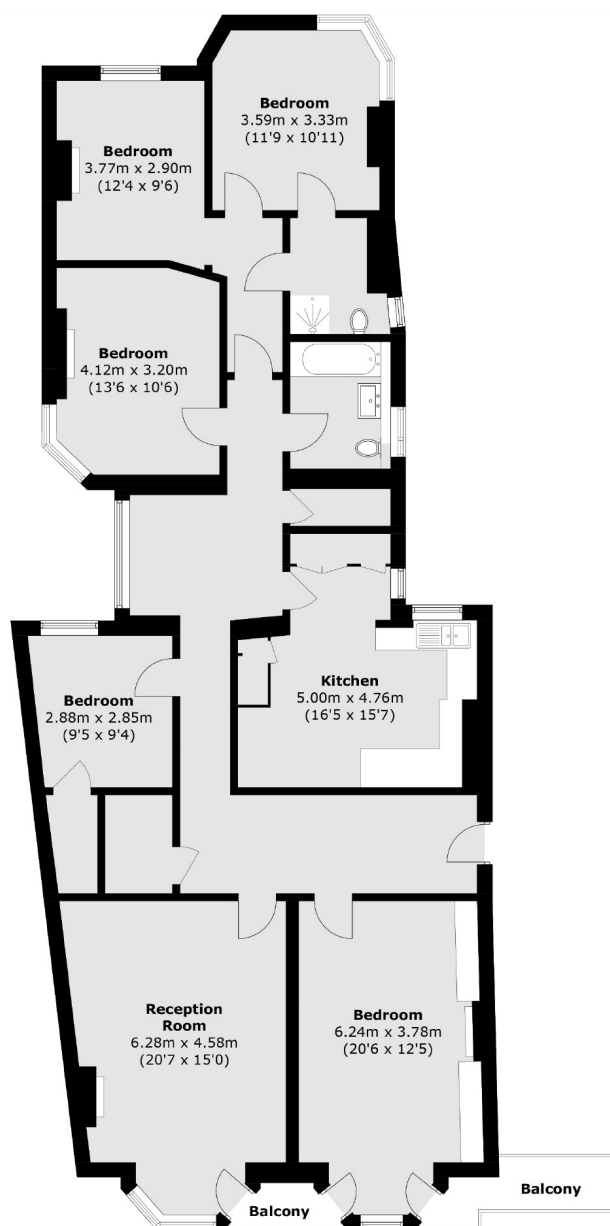 Bedroom
3.59m x 3.33m
(11'9 x 10'11)
Bedroom
3.77m x 2.90m
(12'4 x 9'6)
Bedroom
4.12m x 3.20m
(13'6 x 10'6)
Kitchen
5.00m x 4.76m
(16'5 x 15'7)
Bedroom
2.88m x 2.85m
(9'5 x 9'4)
Reception
Room
6.28m x 4.58m
(20'7 x 15'0)
Bedroom
6.24m x 3.78m
(20'6 x 12'5)
Balcony
Balcony